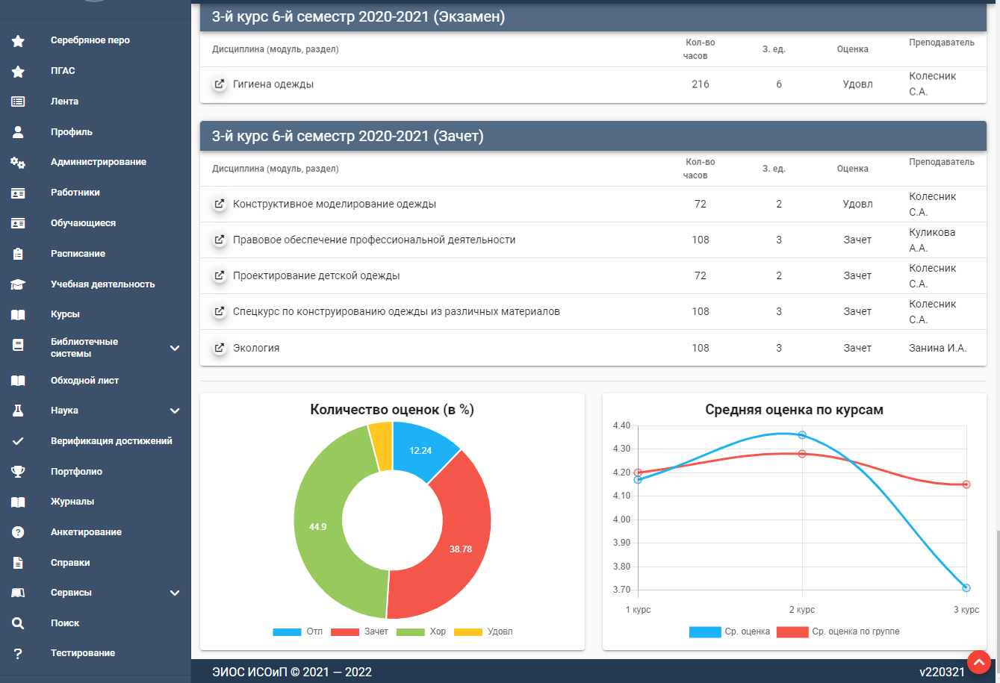 Серебряное перо
ПГАС
Лента
Профиль
Администрирование
Работники
Обучающиеся
Расписание
Учебная деятельность
Курсы
Библиотечные
системы
Обходной лист
Наука
Верификация достижений
Портфолио
Журналы
Анкетирование
Справки
Сервисы
Поиск
Тестирование
3-й курс 6-й семестр 2020-2021 (Экзамен)
Дисциплина (модуль, раздел) Кол-во часов З. ед. Оценка Преподаватель
Гигиена одежды 216 6 Удовл Колесник С.А.
3-й курс 6-й семестр 2020-2021 (Зачет)
Дисциплина (модуль, раздел) Кол-во часов З. ед. Оценка Преподаватель
Конструктивное моделирование одежды 72 2 Удовл Колесник С.А.
Правовое обеспечение профессиональной деятельности 108 3 Зачет Куликова А.А.
Проектирование детской одежды 72 2 Зачет Колесник С.А.
Спецкурс по конструированию одежды из различных материалов 108 3 Зачет Колесник С.А.
Экология 108 3 Зачет Занина И.А.
Количество оценок (в %)
12.24
44.9
38.78
Отл Зачет Хор Удовл
Средняя оценка по курсам
4.40
4.30
4.20
4.10
4.00
3.90
3.80
3.70
1 курс 2 курс 3 курс
Ср. оценка Ср. оценка по группе
ЭИОС ИСОиП © 2021 — 2022 v220321